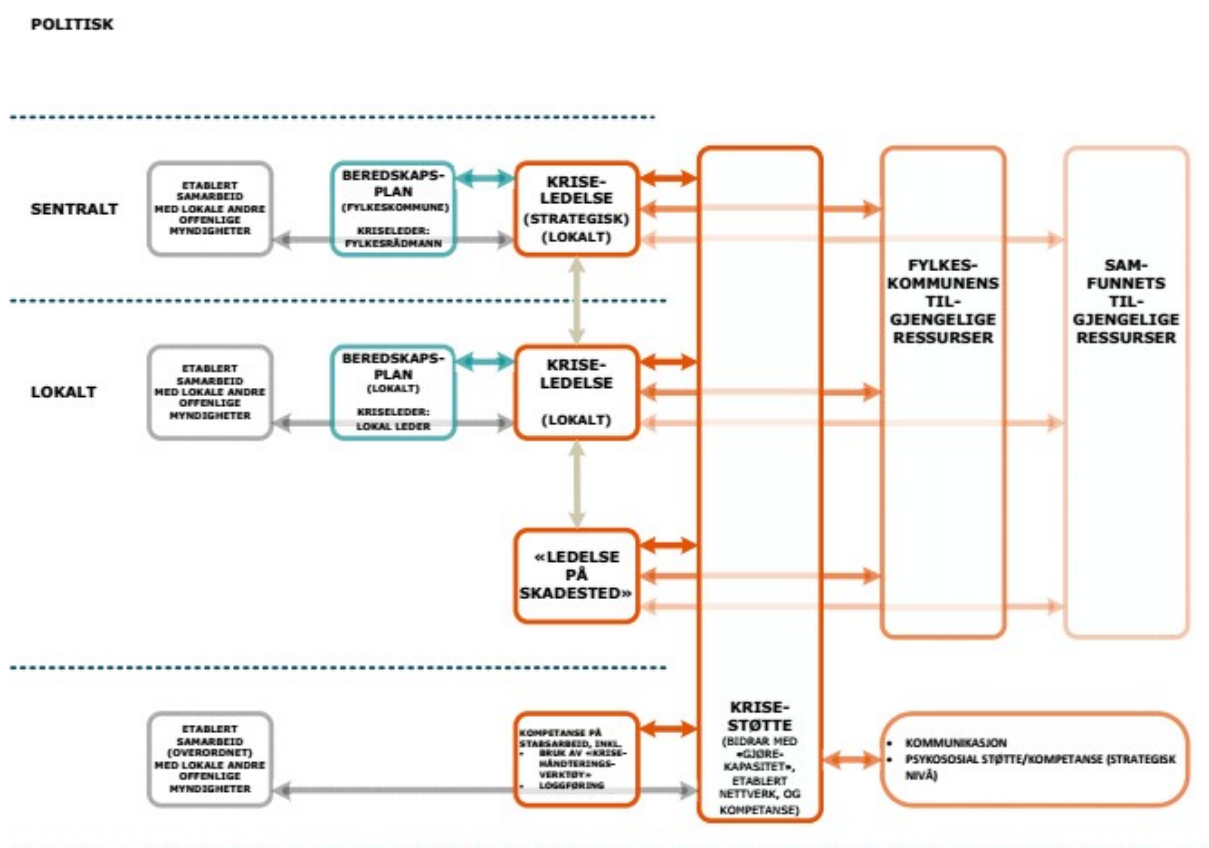 POLITISK
SENTRALT
ETABLERT
SAMARBEID
MED LOKALE ANDRE
OFFENLIGE
MYNDIGHETER
BEREDSKAPS-
PLAN
(FYLKESKOMMUNE)
KRISELEDER:
FYLKESRÅDMANN
KRISE-
LEDELSE
(STRATEGISK)
(LOKALT)
FYLKES-
KOMMUNENS
TIL-
GJENGELIGE
RESSURSER
SAM-
FUNNETS
TIL-
GJENGELIGE
RESSURSER
LOKALT
ETABLERT
SAMARBEID
MED LOKALE ANDRE
OFFENLIGE
MYNDIGHETER
BEREDSKAPS-
PLAN
(LOKALT)
KRISELEDER:
LOKAL LEDER
KRISE-
LEDELSE
(LOKALT)
«LEDELSE
PÅ
SKADESTED»
ETABLERT
SAMARBEID
(OVERORDNET)
MED LOKALE ANDRE
OFFENLIGE
MYNDIGHETER
KOMPETANSE PÅ
STABSARBEID, INKL.
• BRUK AV «KRISE-
HÅNDTERINGS-
VERKTØY»
• LOGGFØRING
KRISE-
STØTTE
(BIDRAR MED
«GJØRE-
KAPASITET»,
ETABLERT
NETTVERK, OG
KOMPETANSE)
• KOMMUNIKASJON
• PSYKOSOSIAL STØTTE/KOMPETANSE (STRATEGISK
NIVÅ)